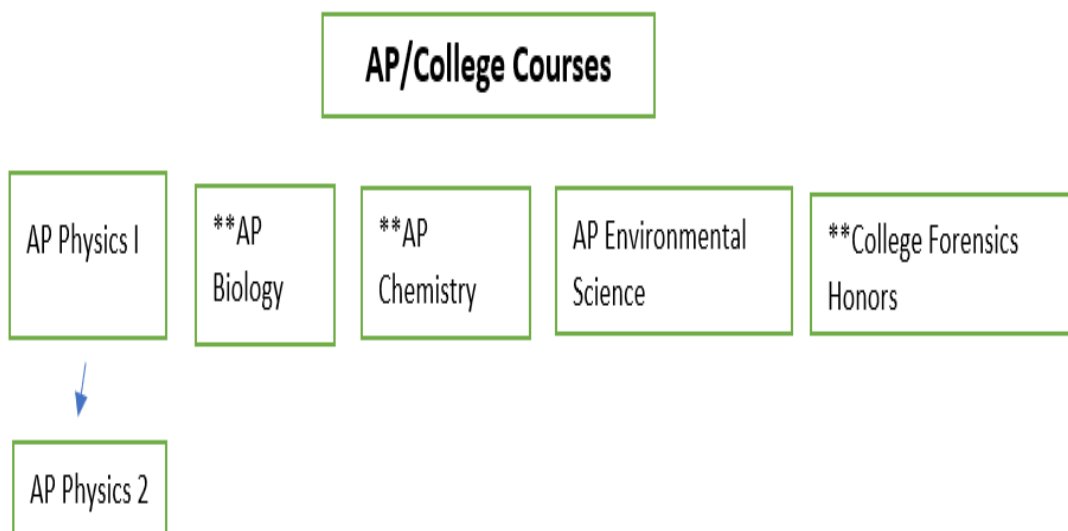 AP/College Courses
AP Physics I
**AP
Biology
**AP
Chemistry
AP Environmental
Science
**College Forensics
Honors
AP Physics 2